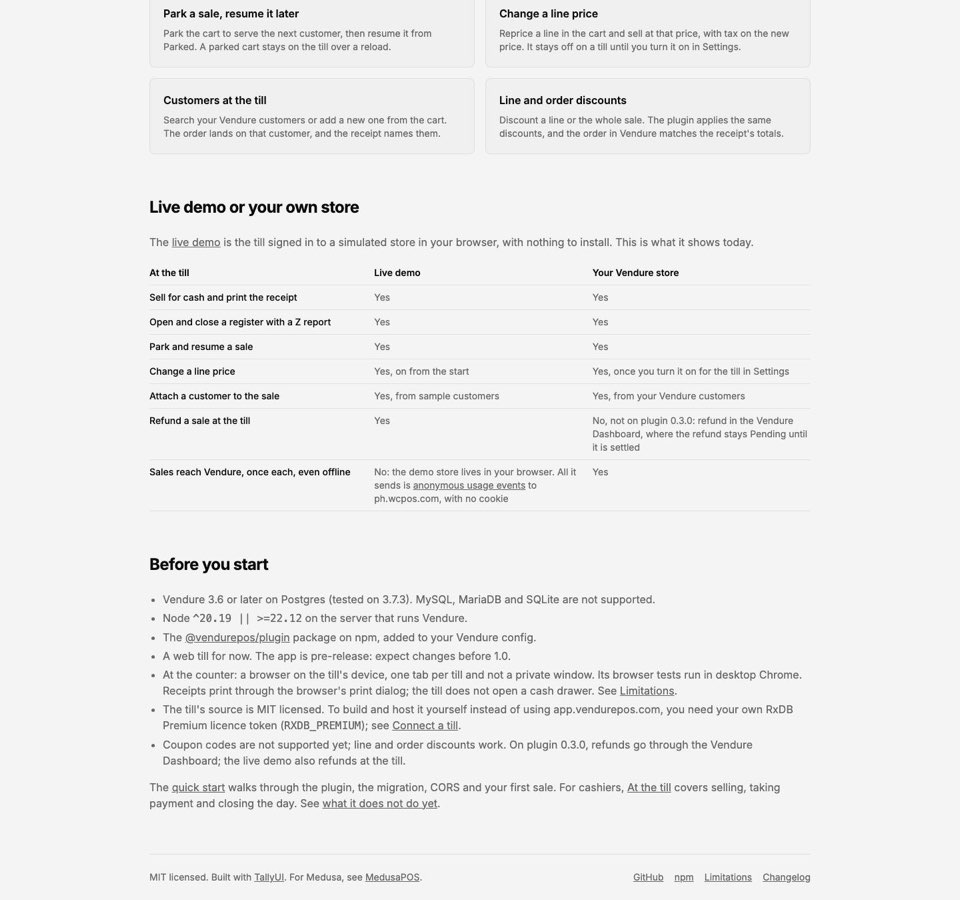 Park a sale, resume it later
Park the cart to serve the next customer, then resume it from
Parked. A parked cart stays on the till over a reload.
Change a line price
Reprice a line in the cart and sell at that price, with tax on the new
price. It stays off on a till until you turn it on in Settings.
Customers at the till
Search your Vendure customers or add a new one from the cart.
The order lands on that customer, and the receipt names them.
Line and order discounts
Discount a line or the whole sale. The plugin applies the same
discounts, and the order in Vendure matches the receipt's totals.
Live demo or your own store
The live demo is the till signed in to a simulated store in your browser, with nothing to install. This is what it shows today.
At the till Live demo Your Vendure store
Sell for cash and print the receipt Yes Yes
Open and close a register with a Z report Yes Yes
Park and resume a sale Yes Yes
Change a line price Yes, on from the start Yes, once you turn it on for the till in Settings
Attach a customer to the sale Yes, from sample customers Yes, from your Vendure customers
Refund a sale at the till Yes No, not on plugin 0.3.0: refund in the Vendure
Dashboard, where the refund stays Pending until
it is settled
Sales reach Vendure, once each, even offline No: the demo store lives in your browser. All it Yes
sends is anonymous usage events to
ph.wcpos.com, with no cookie
Before you start
• Vendure 3.6 or later on Postgres (tested on 3.7.3). MySQL, MariaDB and SQLite are not supported.
• Node ^20.19 || >=22.12 on the server that runs Vendure.
• The @vendurepos/plugin package on npm, added to your Vendure config.
• A web till for now. The app is pre-release: expect changes before 1.0.
• At the counter: a browser on the till's device, one tab per till and not a private window. Its browser tests run in desktop Chrome.
Receipts print through the browser's print dialog; the till does not open a cash drawer. See Limitations.
• The till's source is MIT licensed. To build and host it yourself instead of using app.vendurepos.com, you need your own RxDB
Premium licence token (RXDB_PREMIUM); see Connect a till.
• Coupon codes are not supported yet; line and order discounts work. On plugin 0.3.0, refunds go through the Vendure
Dashboard; the live demo also refunds at the till.
The quick start walks through the plugin, the migration, CORS and your first sale. For cashiers, At the till covers selling, taking
payment and closing the day. See what it does not do yet.
MIT licensed. Built with TallyUI. For Medusa, see MedusaPOS.
GitHub npm Limitations Changelog